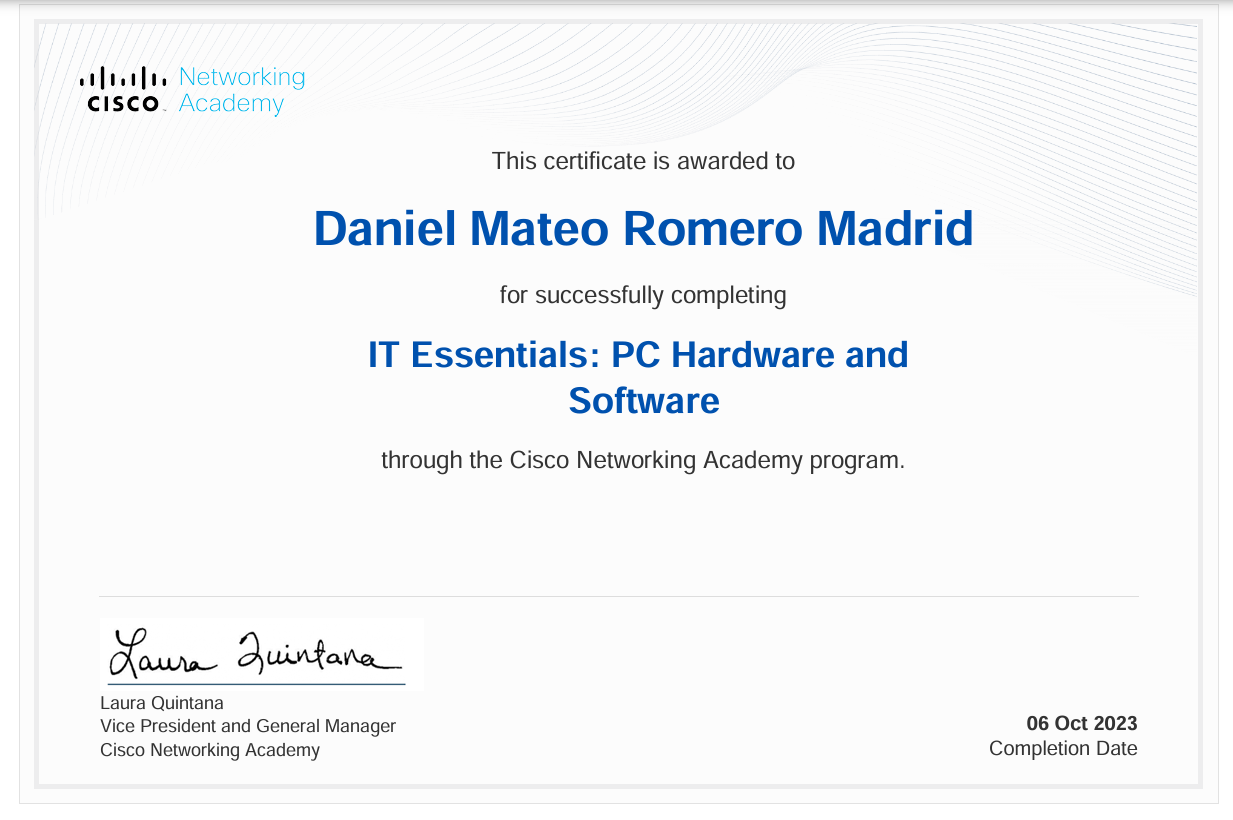 Networking
CISCO Academy
This certificate is awarded to
Daniel Mateo Romero Madrid
for successfully completing
IT Essentials: PC Hardware and
Software
through the Cisco Networking Academy program.
Laura Quintana
Laura Quintana
Vice President and General Manager
Cisco Networking Academy
06 Oct 2023
Completion Date